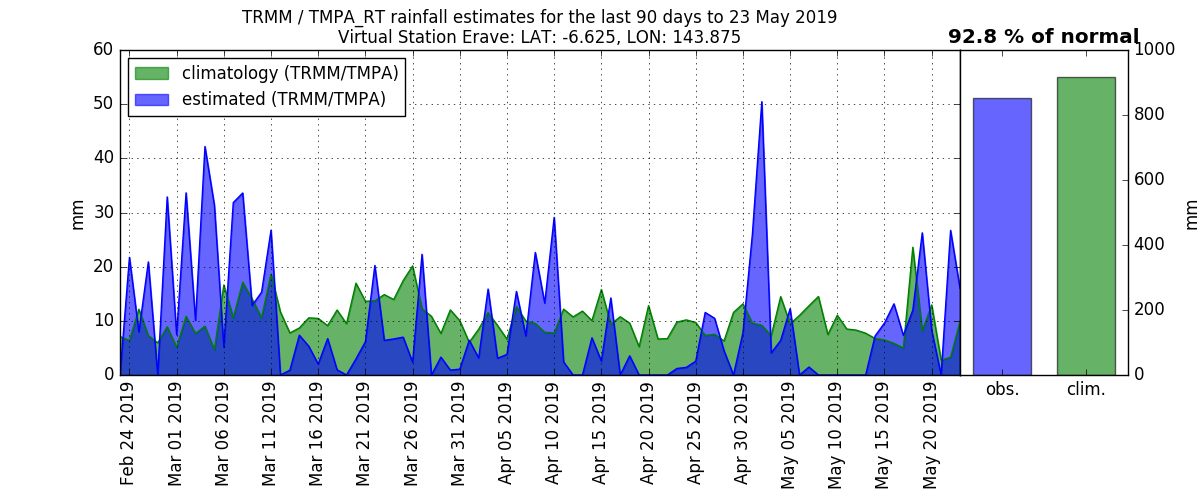 TRMM / TMPA_RT rainfall estimates for the last 90 days to 23 May 2019
Virtual Station Erave: LAT: -6.625, LON: 143.875
92.8 % of normal
climatology (TRMM/TMPA)
estimated (TRMM/TMPA)
mm
60
50
40
30
20
10
0
Feb 24 2019
Mar 01 2019
Mar 06 2019
Mar 11 2019
Mar 16 2019
Mar 21 2019
Mar 26 2019
Mar 31 2019
Apr 05 2019
Apr 10 2019
Apr 15 2019
Apr 20 2019
Apr 25 2019
Apr 30 2019
May 05 2019
May 10 2019
May 15 2019
May 20 2019
obs.
clim.
1000
800
600
400
200
0
mm